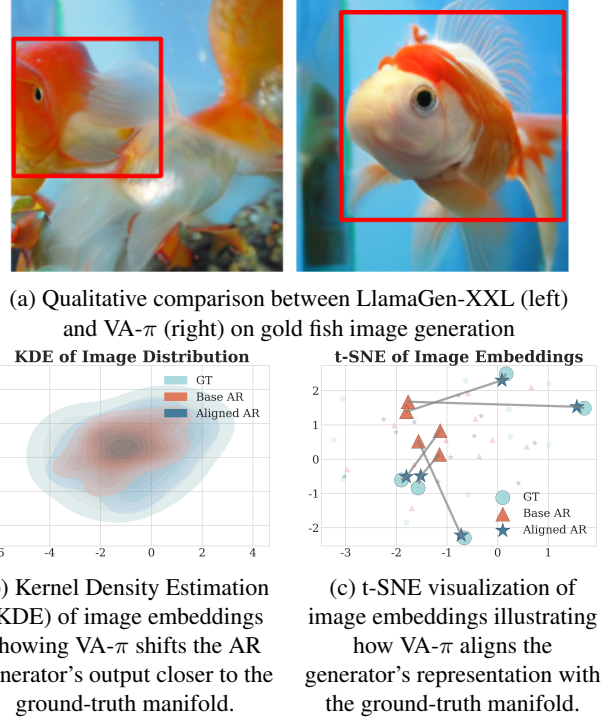 (a) Qualitative comparison between LlamaGen-XXL (left)
and VA-π (right) on gold fish image generation
KDE of Image Distribution
GT
Base AR
Aligned AR
-4 -2 0 2 4
t-SNE of Image Embeddings
2
1
0
-1
-2
GT
Base AR
Aligned AR
-3 -2 -1 0 1
) Kernel Density Estimation
KDE) of image embeddings
howing VA-π shifts the AR
nerator's output closer to the
ground-truth manifold.
(c) t-SNE visualization of
image embeddings illustrating
how VA-π aligns the
generator's representation with
the ground-truth manifold.